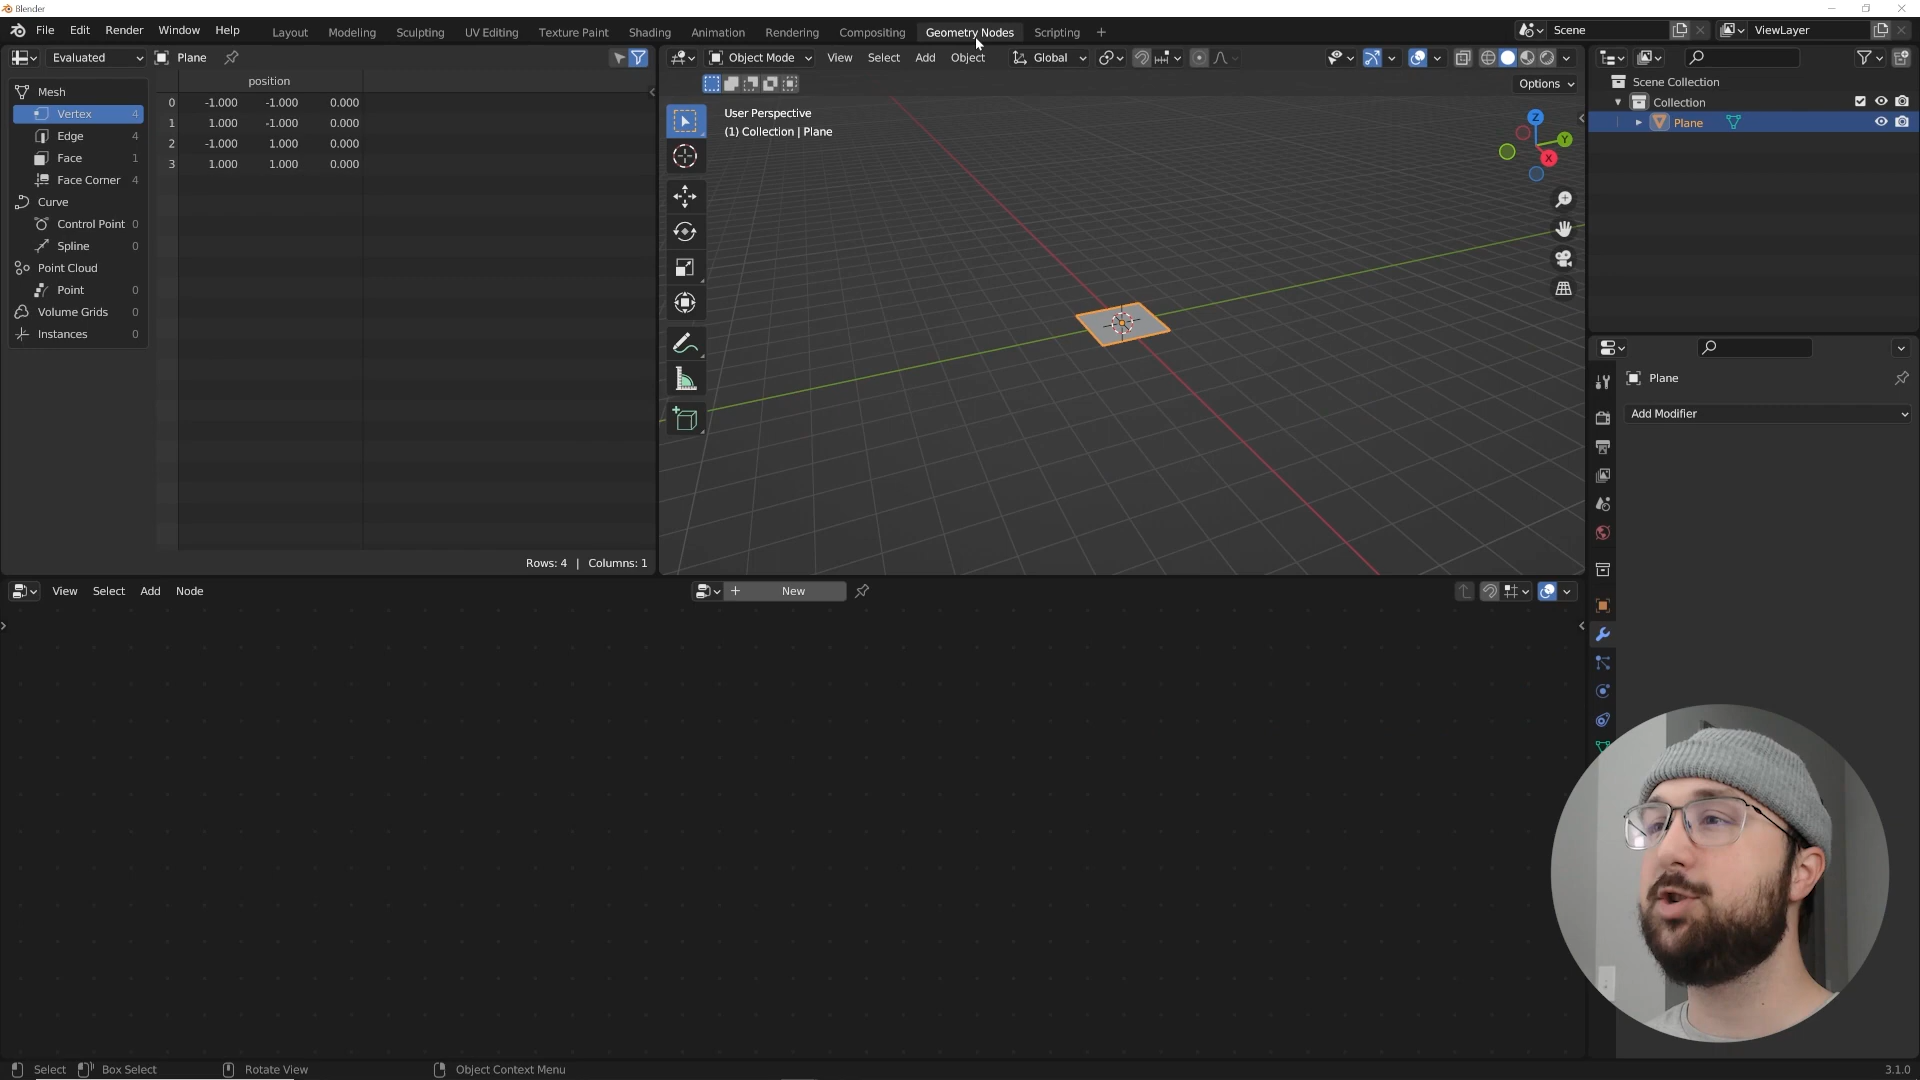 Blender
File Edit Render Window Help Layout Modeling Sculpting UV Editing Texture Paint Shading Animation Rendering Compositing Geometry Nodes Scripting + Scene ViewLayer
Evaluated Plane
Object Mode View Select Add Object Global
Options
position
Mesh
Vertex 4
Edge 4
Face 1
Face Corner 4
Curve
Control Point 0
Spline 0
Point Cloud
Point 0
Volume Grids 0
Instances 0
0 -1.000 -1.000 0.000
1 1.000 -1.000 0.000
2 -1.000 1.000 0.000
3 1.000 1.000 0.000
Rows: 4 | Columns: 1
User Perspective
(1) Collection | Plane
Z
Y
X
Scene Collection
Collection
Plane
Plane
Add Modifier
View Select Add Node + New
Select Box Select Rotate View Object Context Menu 3.1.0